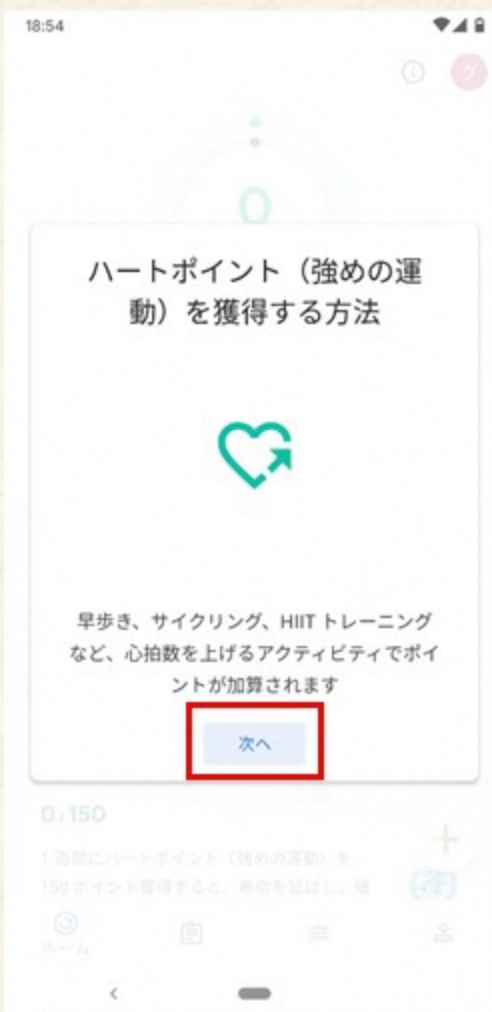 18:54
グ
0
ハートポイント（強めの運
動）を獲得する方法
早歩き、サイクリング、HIIT トレーニング
など、心拍数を上げるアクティビティでポイ
ントが加算されます
次へ
0/150
1 週間にハートポイント（強めの運動）を
150 ポイント獲得すると、寿命を延ばし、睡
ホーム